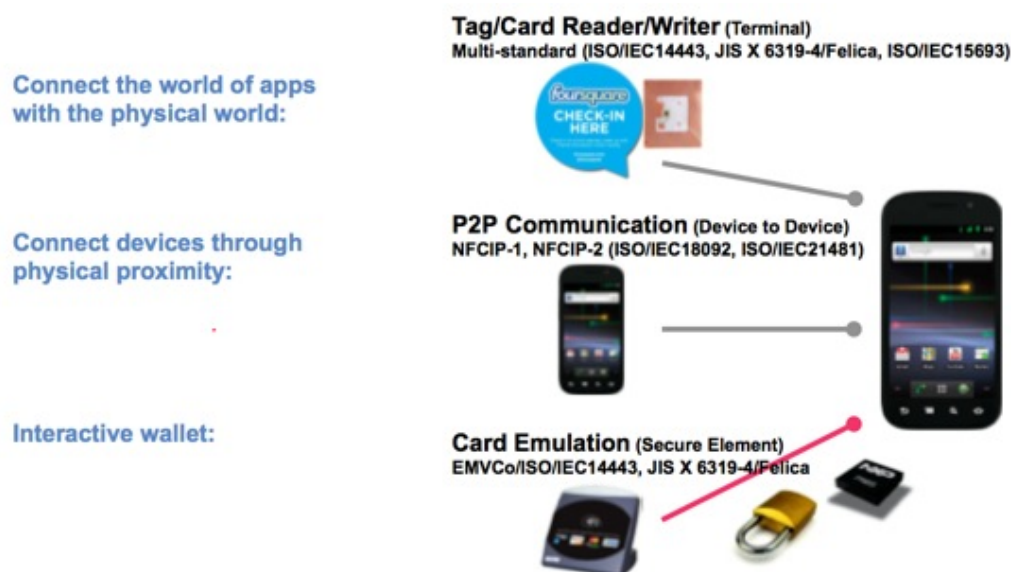 Tag/Card Reader/Writer (Terminal)
Multi-standard (ISO/IEC14443, JIS X 6319-4/Felica, ISO/IEC15693)
Connect the world of apps
with the physical world:
foursquare
CHECK-IN
HERE
P2P Communication (Device to Device)
NFCIP-1, NFCIP-2 (ISO/IEC18092, ISO/IEC21481)
Connect devices through
physical proximity:
Interactive wallet:
Card Emulation (Secure Element)
EMVCo/ISO/IEC14443, JIS X 6319-4/Felica